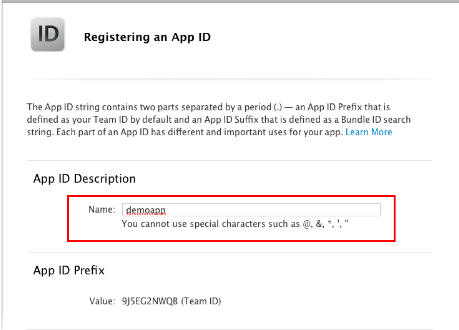 ID
Registering an App ID
The App ID string contains two parts separated by a period (.) — an App ID Prefix that is
defined as your Team ID by default and an App ID Suffix that is defined as a Bundle ID search
string. Each part of an App ID has different and important uses for your app. Learn More
App ID Description
Name: demoapp
You cannot use special characters such as @, &, *, ', "
App ID Prefix
Value: 9J5EG2NWQB (Team ID)